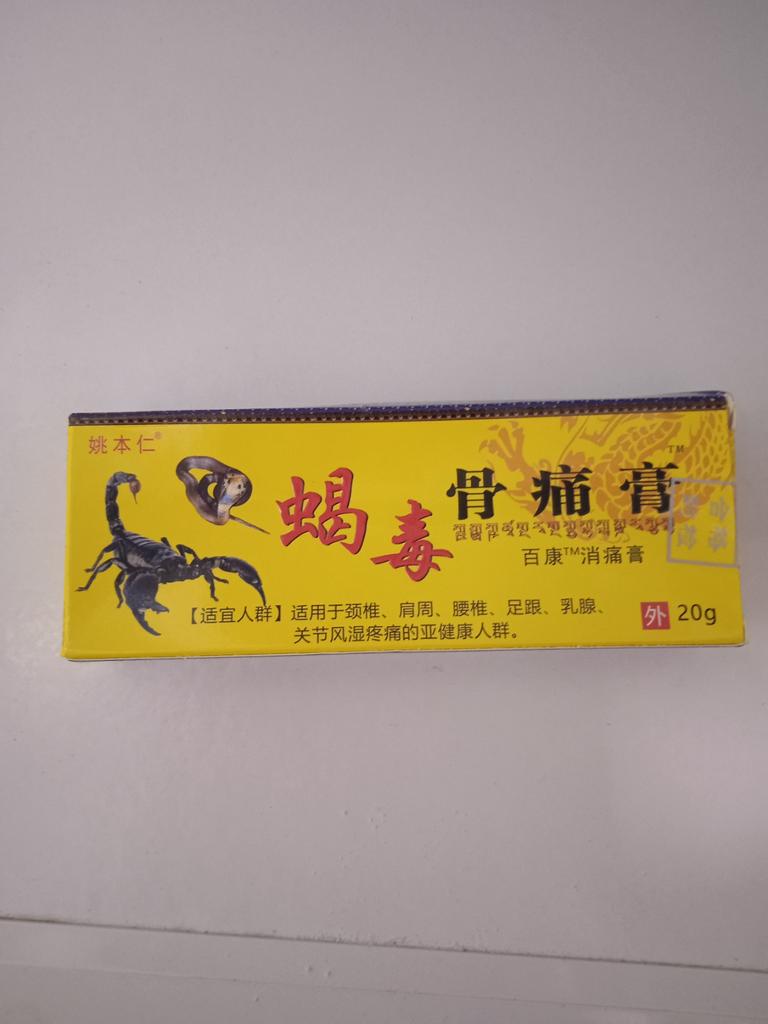 姚本仁®
蝎毒骨痛膏™
百康™消痛膏
【适宜人群】适用于颈椎、肩周、腰椎、足跟、乳腺、
关节风湿疼痛的亚健康人群。
外 20g